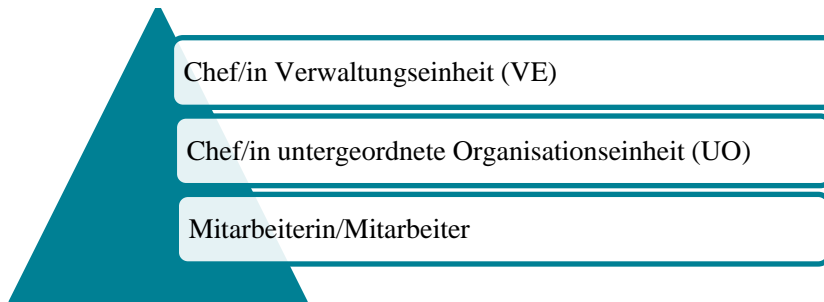 Chef/in Verwaltungseinheit (VE)
Chef/in untergeordnete Organisationseinheit (UO)
Mitarbeiterin/Mitarbeiter